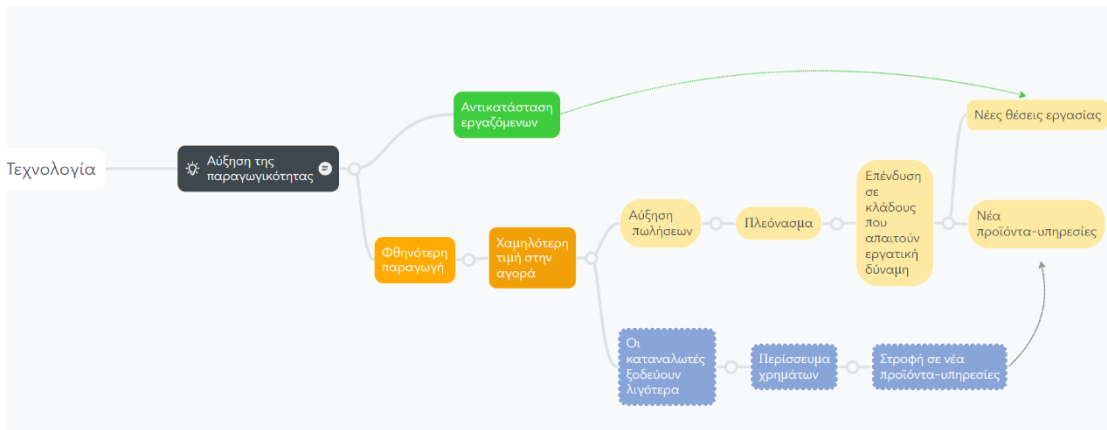 Τεχνολογία
Αύξηση της
παραγωγικότητας
Αντικατάσταση
εργαζόμενων
Φθηνότερη
παραγωγή
Χαμηλότερη
τιμή στην
αγορά
Αύξηση
πωλήσεων
Πλεόνασμα
Επένδυση
σε
κλάδους
που
απαιτούν
εργατική
δύναμη
Νέες θέσεις εργασίας
Νέα
προϊόντα-υπηρεσίες
Οι
καταναλωτές
ξοδεύουν
λιγότερα
Περίσσευμα
χρημάτων
Στροφή σε νέα
προϊόντα-υπηρεσίες